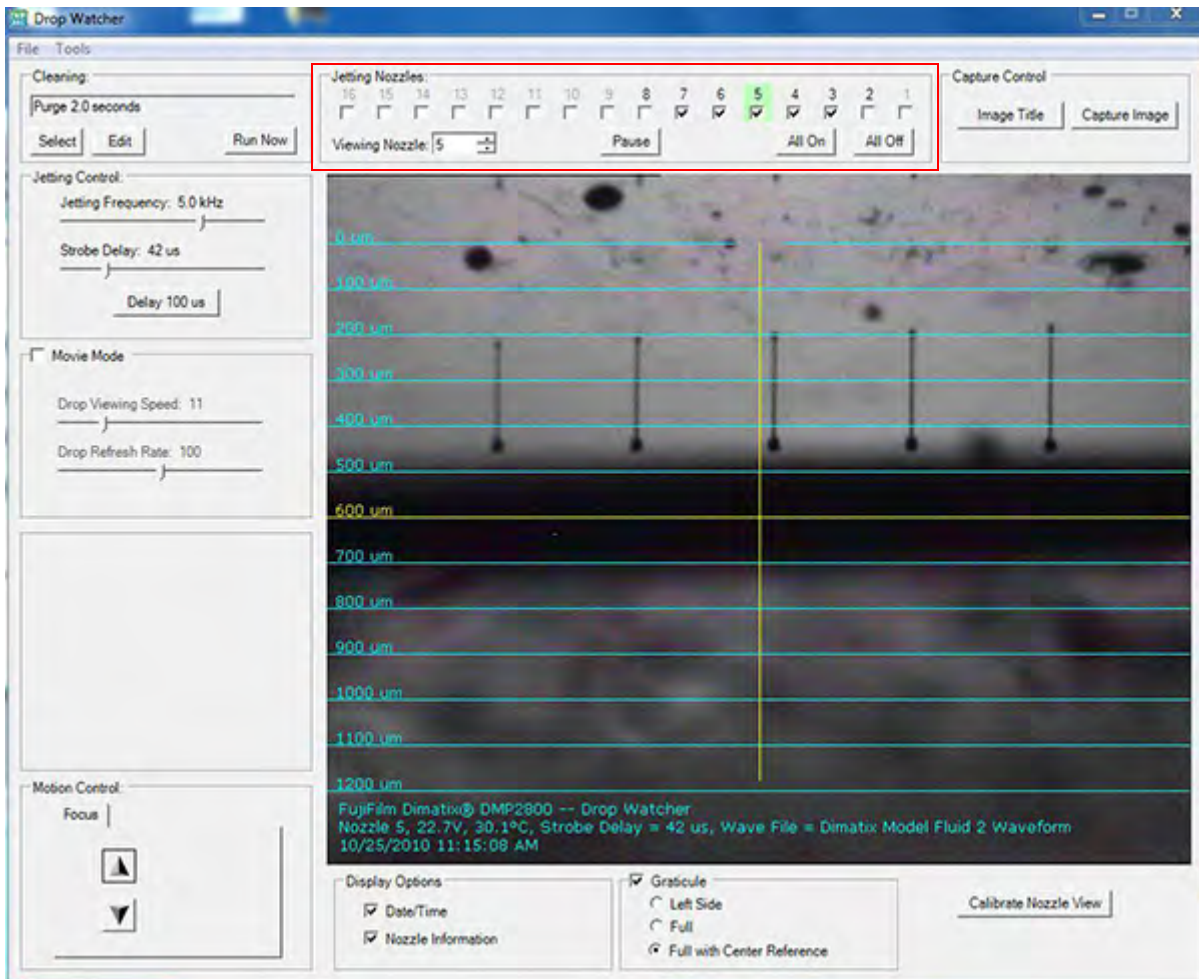 Drop Watcher
File Tools
Cleaning
Purge 2.0 seconds
Select Edit Run Now
Jetting Nozzles:
16 15 14 13 12 11 10 9 8 7 6 5 4 3 2 1
Viewing Nozzle: 5 Pause All On All Off
Capture Control
Image Title Capture Image
Jetting Control:
Jetting Frequency: 5.0 kHz
Strobe Delay: 42 us
Delay 100 us
Movie Mode
Drop Viewing Speed: 11
Drop Refresh Rate: 100
Motion Control:
Focus
0 um
100 um
200 um
300 um
400 um
500 um
600 um
700 um
800 um
900 um
1000 um
1100 um
1200 um
FujiFilm Dimatix® DMP2800 -- Drop Watcher
Nozzle 5, 22.7V, 30.1°C, Strobe Delay = 42 us, Wave File = Dimatix Model Fluid 2 Waveform
10/25/2010 11:15:08 AM
Display Options
Date/Time
Nozzle Information
Graticule
Left Side
Full
Full with Center Reference
Calibrate Nozzle View